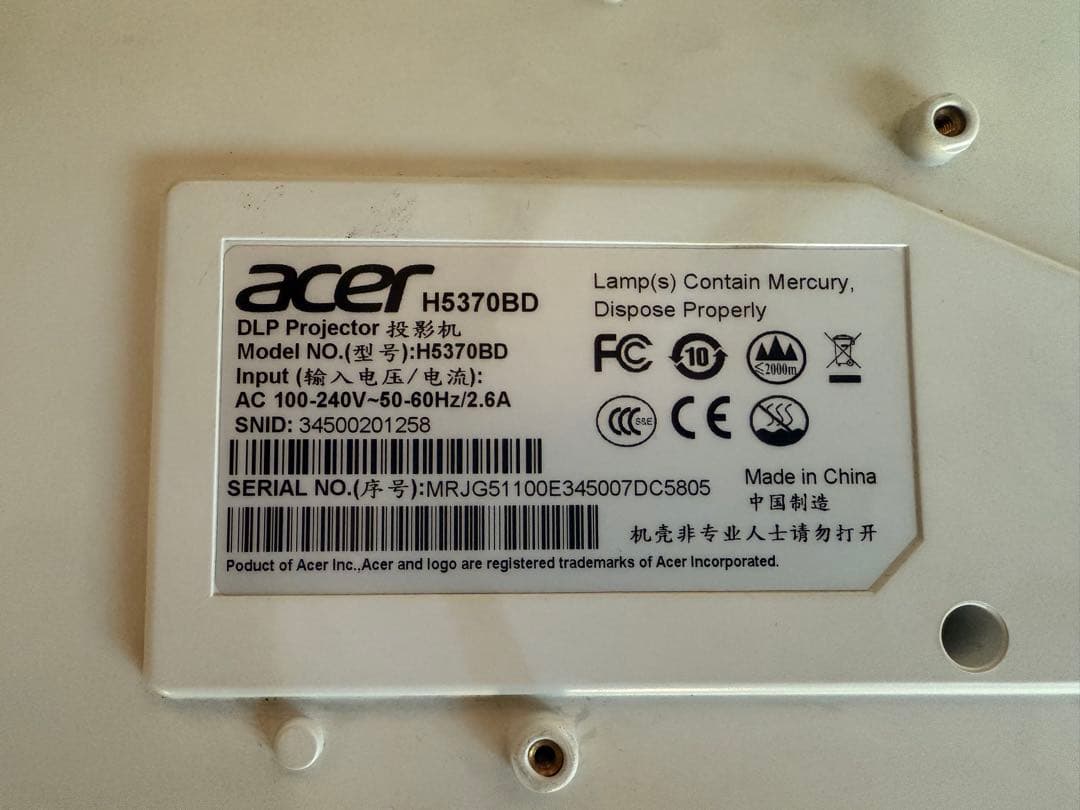 acer H5370BD
DLP Projector 投影机
Model NO.(型号):H5370BD
Input (输入电压/电流):
AC 100-240V~50-60Hz/2.6A
SNID: 34500201258
SERIAL NO.(序号):MRJG51100E345007DC5805
Poduct of Acer Inc.,Acer and logo are registered trademarks of Acer Incorporated.
Lamp(s) Contain Mercury,
Dispose Properly
FC 10 ≤2000m
CCC S&E CE
Made in China
中国制造
机壳非专业人士请勿打开